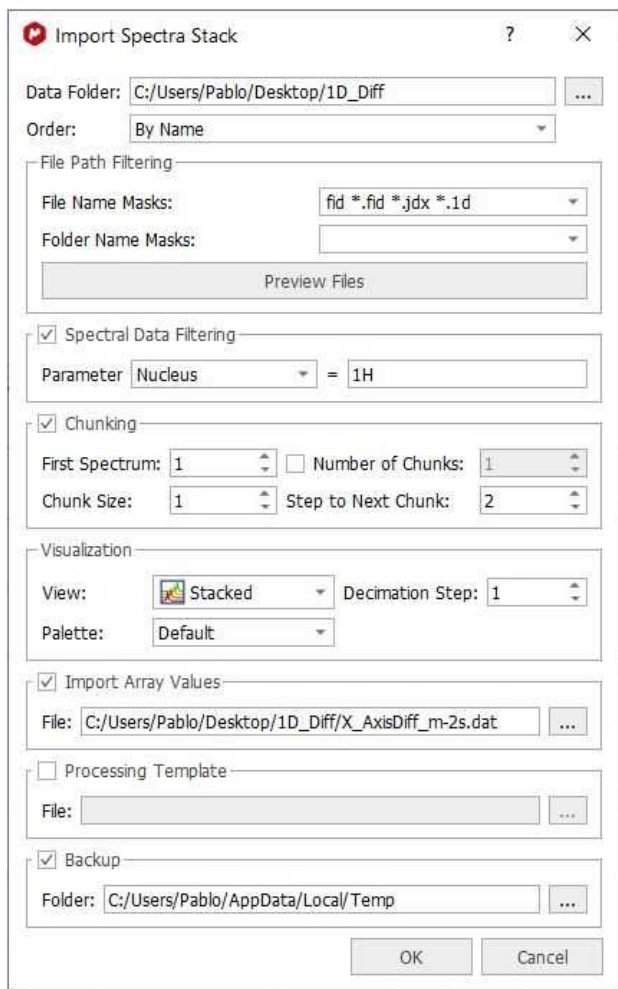 Import Spectra Stack ? ×
Data Folder: C:/Users/Pablo/Desktop/1D_Diff ...
Order: By Name
File Path Filtering
File Name Masks: fid *.fid *.jdx *.1d
Folder Name Masks:
Preview Files
Spectral Data Filtering
Parameter Nucleus = 1H
Chunking
First Spectrum: 1 Number of Chunks: 1
Chunk Size: 1 Step to Next Chunk: 2
Visualization
View: Stacked Decimation Step: 1
Palette: Default
Import Array Values
File: C:/Users/Pablo/Desktop/1D_Diff/X_AxisDiff_m-2s.dat ...
Processing Template
File: ...
Backup
Folder: C:/Users/Pablo/AppData/Local/Temp ...
OK Cancel